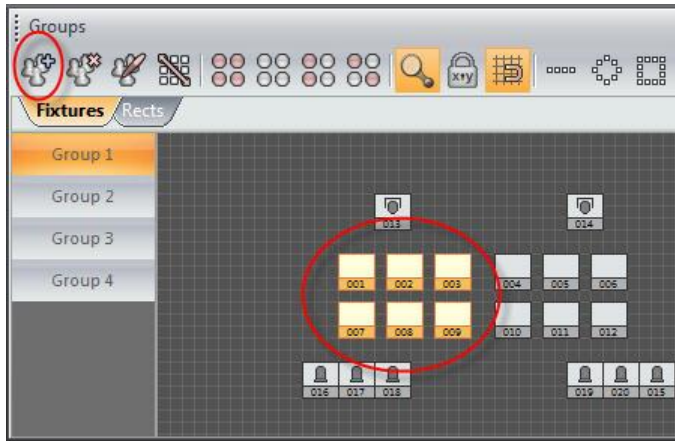 Groups
x+y
Fixtures Rects
Group 1
Group 2
Group 3
Group 4
013 014
001 002 003 004 005 006
007 008 009 010 011 012
016 017 018 019 020 015